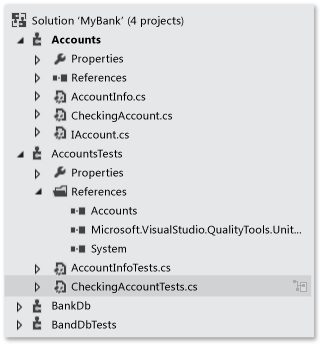 Solution 'MyBank' (4 projects)
Accounts
Properties
References
AccountInfo.cs
CheckingAccount.cs
IAccount.cs
AccountsTests
Properties
References
Accounts
Microsoft.VisualStudio.QualityTools.Unit...
System
AccountInfoTests.cs
CheckingAccountTests.cs
BankDb
BandDbTests